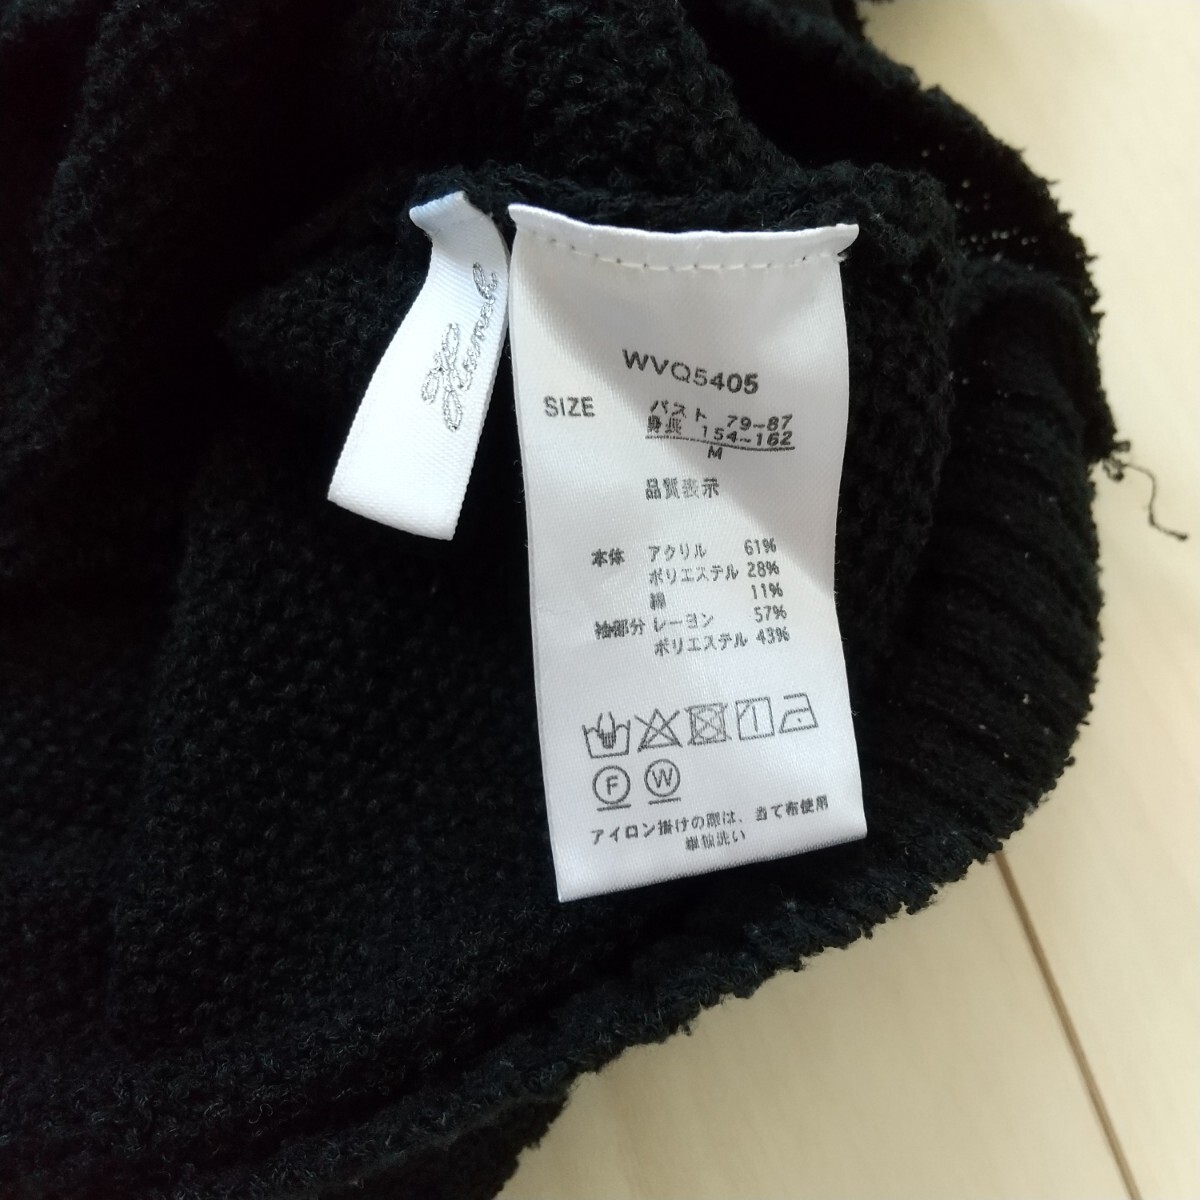 WVQ5405
SIZE バスト 79-87
身長 154~162
M
品質表示
本体 アクリル 61%
ポリエステル 28%
綿 11%
袖部分 レーヨン 57%
ポリエステル 43%
F W
アイロン掛けの際は、当て布使用
単独洗い